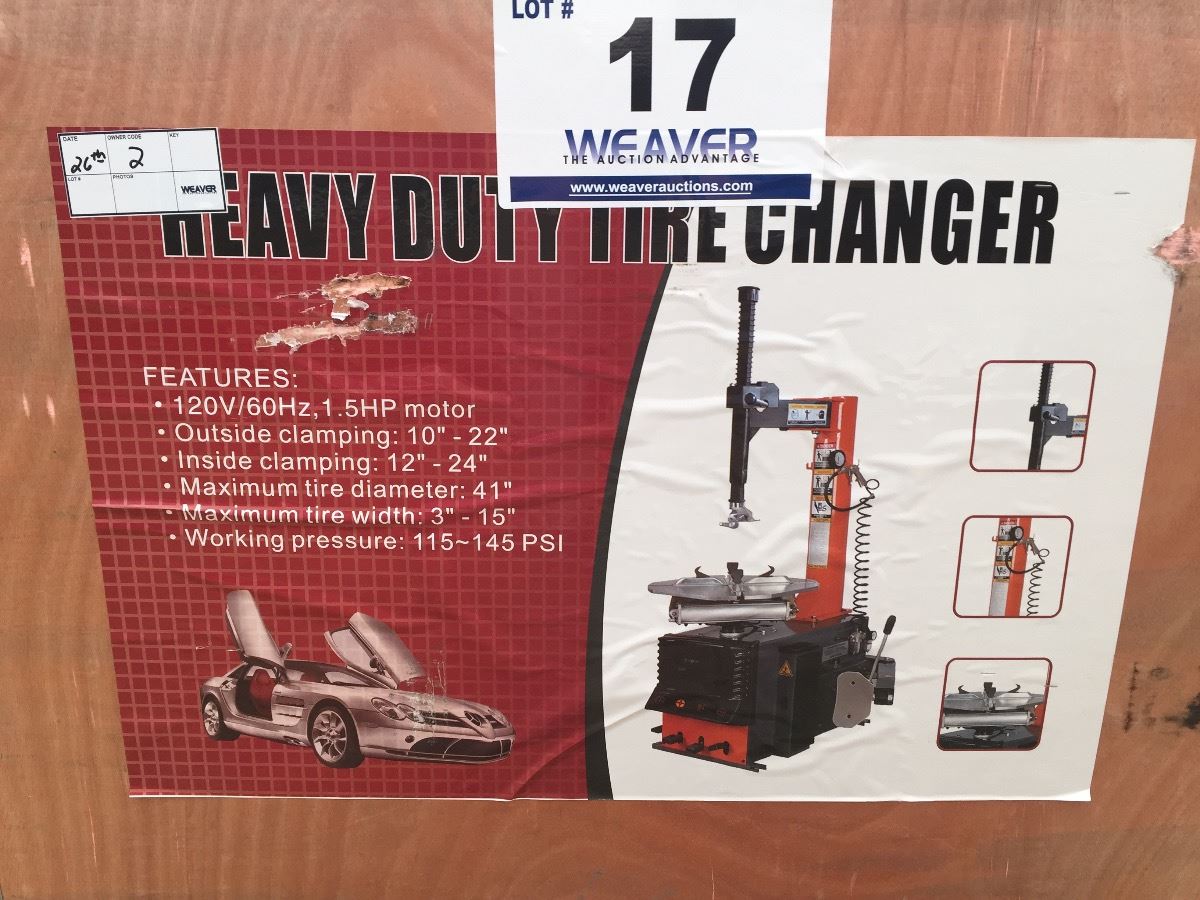 LOT #
17
WEAVER
THE AUCTION ADVANTAGE
www.weaverauctions.com
DATE OWNER CODE KEY
26th 2
LOT # PHOTOS
WEAVER
HEAVY DUTY TIRE CHANGER
FEATURES:
• 120V/60Hz,1.5HP motor
• Outside clamping: 10" - 22"
• Inside clamping: 12" - 24"
• Maximum tire diameter: 41"
• Maximum tire width: 3" - 15"
• Working pressure: 115~145 PSI